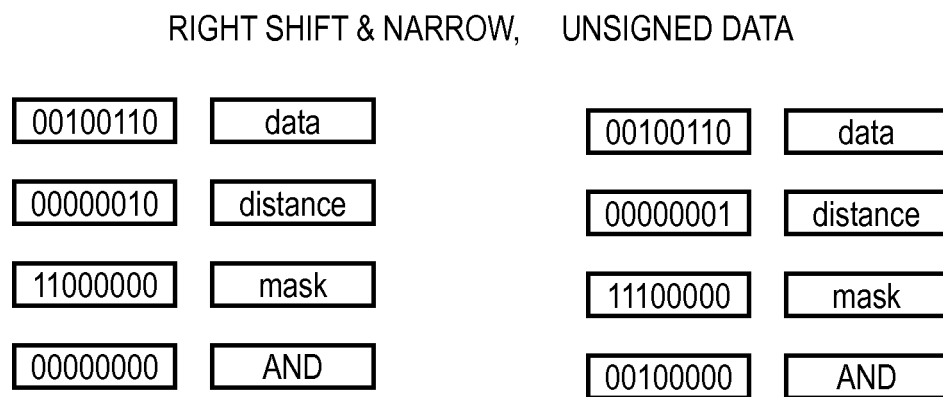 RIGHT SHIFT & NARROW, UNSIGNED DATA
00100110 data
00000010 distance
11000000 mask
00000000 AND
00100110 data
00000001 distance
11100000 mask
00100000 AND